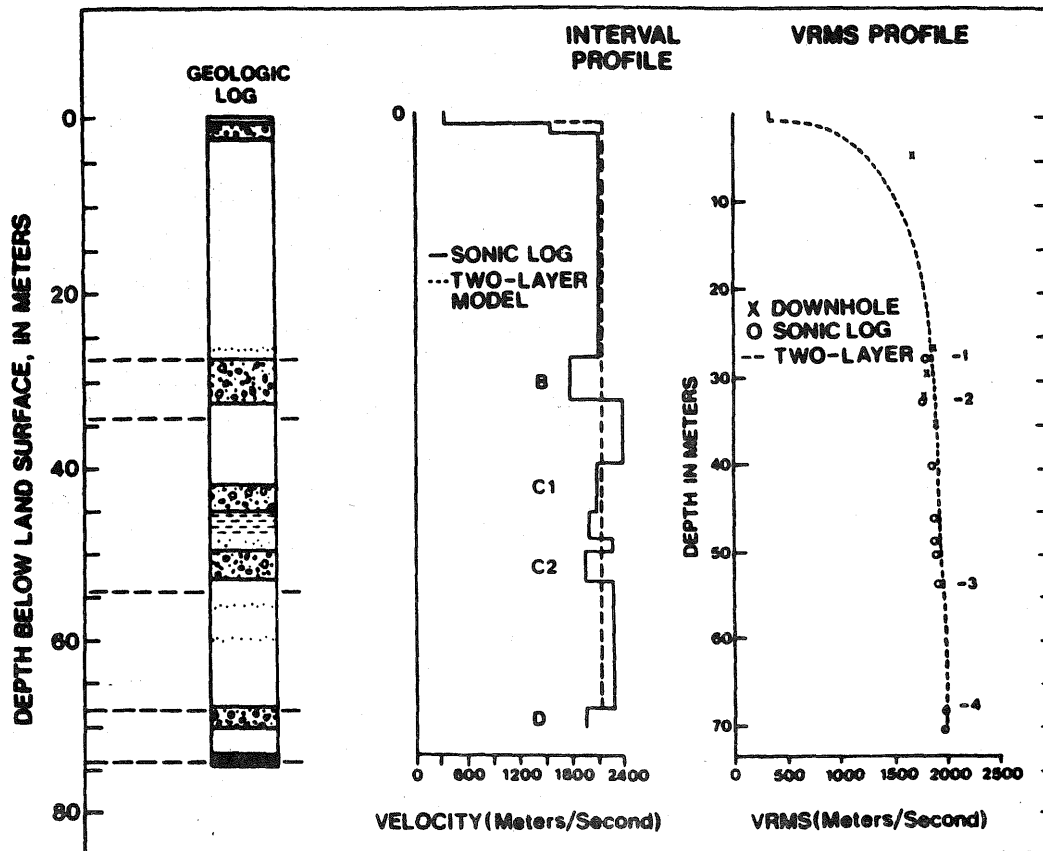 INTERVAL
PROFILE
VRMS PROFILE
GEOLOGIC
LOG
DEPTH BELOW LAND SURFACE, IN METERS
0
20
40
60
80
0
— SONIC LOG
···· TWO-LAYER
MODEL
B
C1
C2
D
0
600
1200
1800
2400
VELOCITY(Meters/Second)
DEPTH IN METERS
10
20
30
40
50
60
70
X DOWNHOLE
O SONIC LOG
--- TWO-LAYER
-1
-2
-3
-4
0
500
1000
1500
2000
2500
VRMS(Meters/Second)